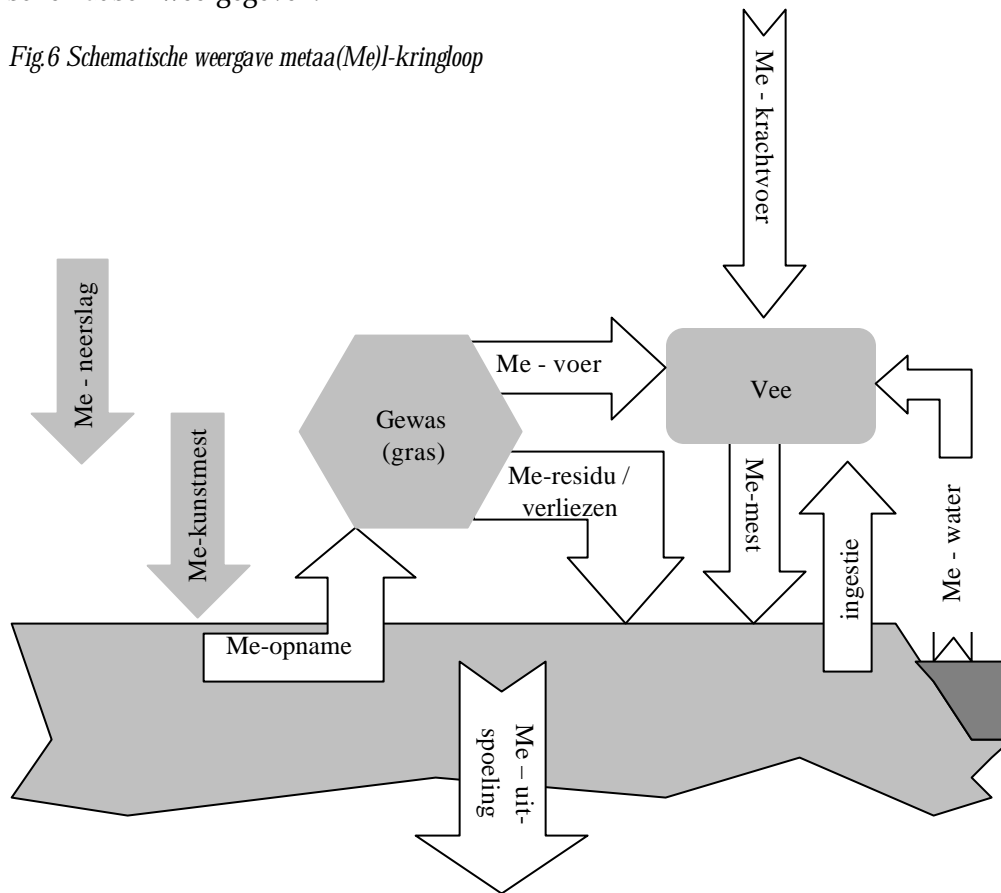 Fig.6 Schematische weergave metaa(Me)l-kringloop
Me - krachtvoer
Me - neerslag
Me-kunstmest
Gewas
(gras)
Me - voer
Vee
Me-residu /
verliezen
Me-mest
ingestie
Me - water
Me-opname
Me – uit-
spoeling